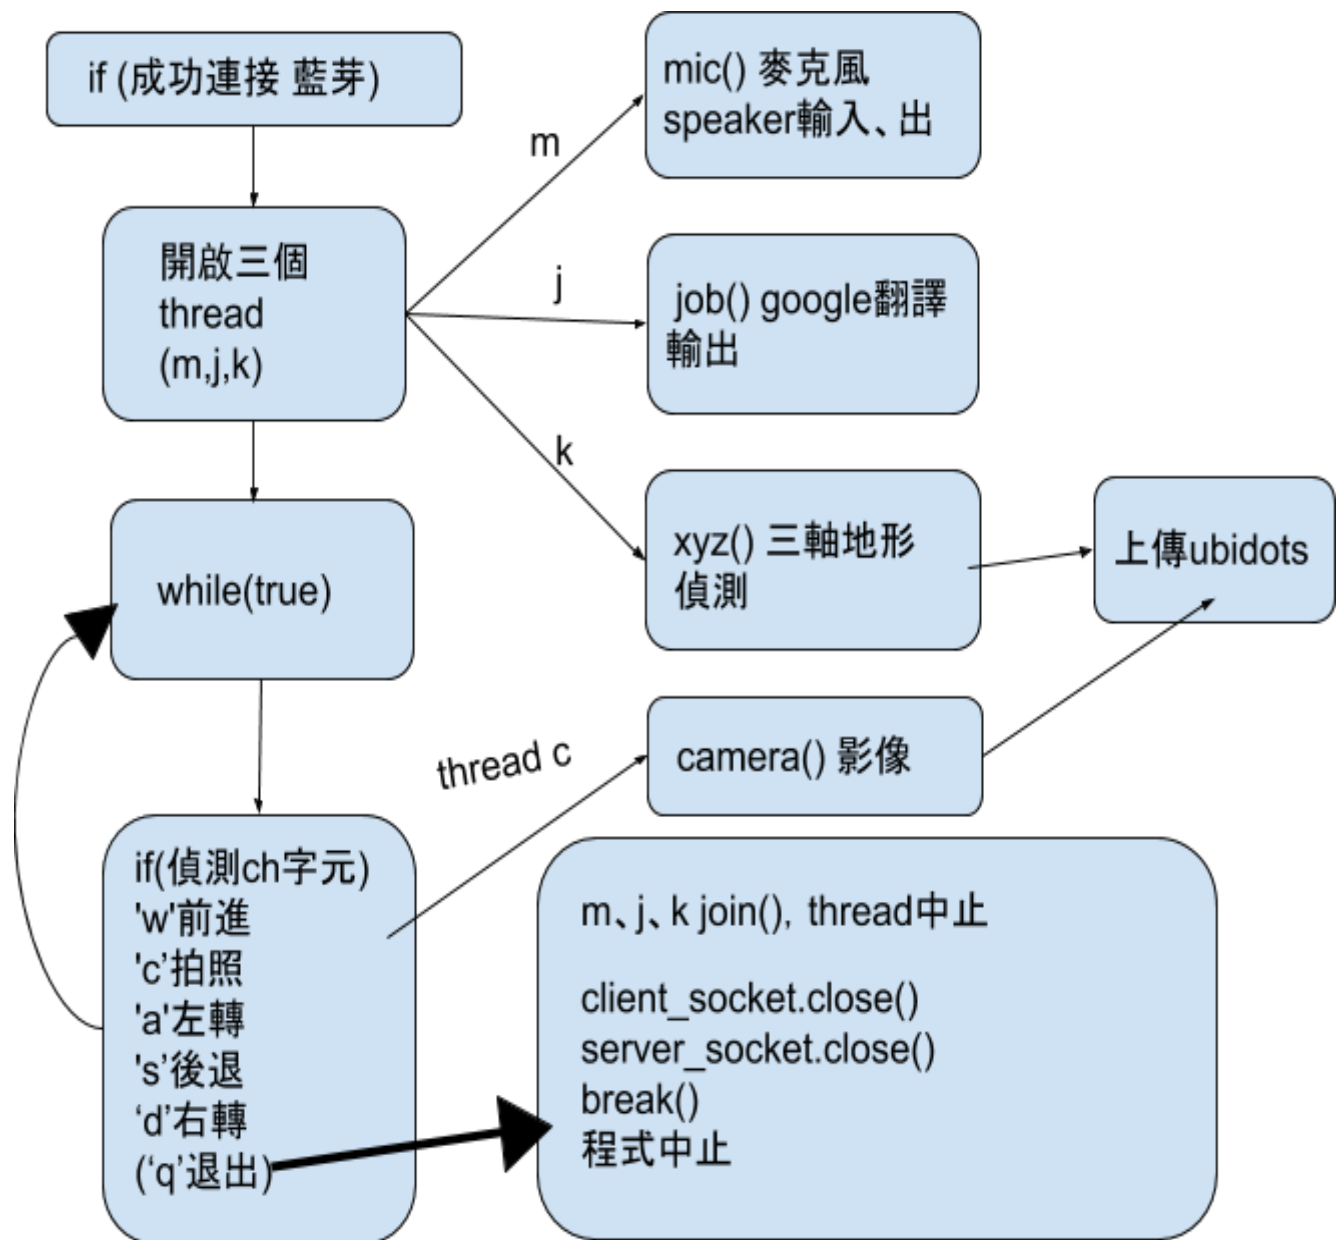 if (成功連接 藍芽)
mic() 麥克風
speaker輸入、出
m
開啟三個
thread
(m,j,k)
j
job() google翻譯
輸出
k
xyz() 三軸地形
偵測
上傳ubidots
while(true)
thread c
camera() 影像
if(偵測ch字元)
'w'前進
'c’拍照
'a'左轉
's’後退
‘d’右轉
(‘q’退出)
m、j、k join(), thread中止
client_socket.close()
server_socket.close()
break()
程式中止